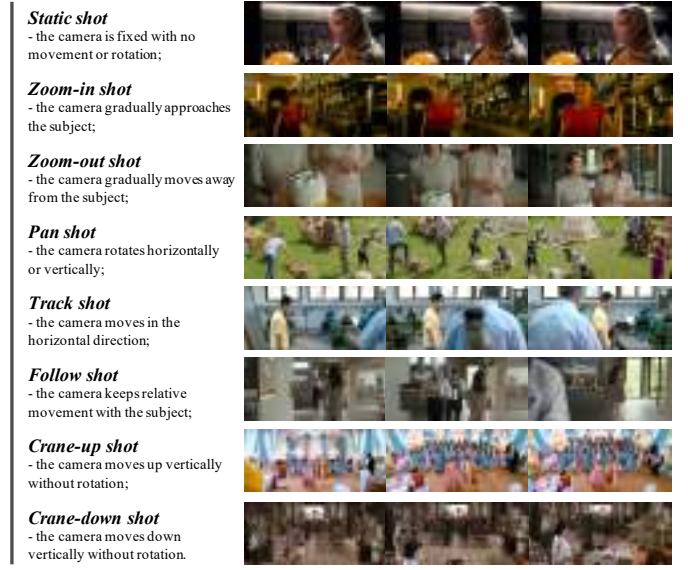 Static shot
- the camera is fixed with no
movement or rotation;
Zoom-in shot
- the camera gradually approaches
the subject;
Zoom-out shot
- the camera gradually moves away
from the subject;
Pan shot
- the camera rotates horizontally
or vertically;
Track shot
- the camera moves in the
horizontal direction;
Follow shot
- the camera keeps relative
movement with the subject;
Crane-up shot
- the camera moves up vertically
without rotation;
Crane-down shot
- the camera moves down
vertically without rotation.